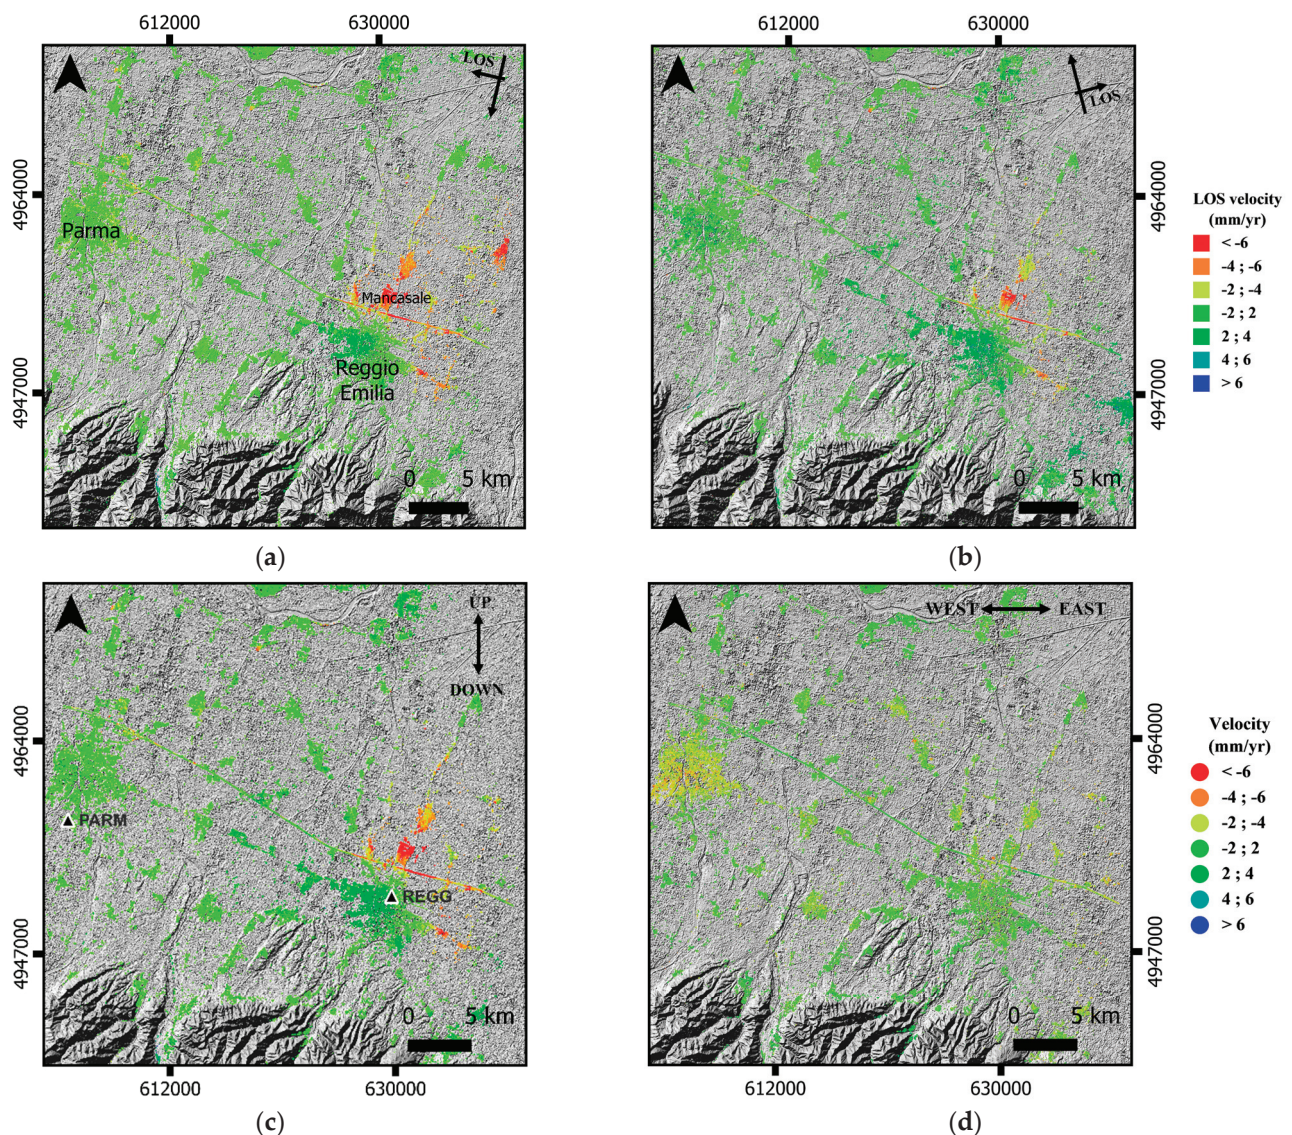 612000 630000
612000 630000
LOS
LOS
4964000
4964000
Parma
Mancasale
Reggio
Emilia
4947000
4947000
0 5 km
0 5 km
LOS velocity
(mm/yr)
< -6
-4 ; -6
-2 ; -4
-2 ; 2
2 ; 4
4 ; 6
> 6
(a)
(b)
UP
DOWN
WEST EAST
4964000
4964000
PARM
REGG
4947000
4947000
0 5 km
0 5 km
Velocity
(mm/yr)
< -6
-4 ; -6
-2 ; -4
-2 ; 2
2 ; 4
4 ; 6
> 6
612000 630000
612000 630000
(c)
(d)